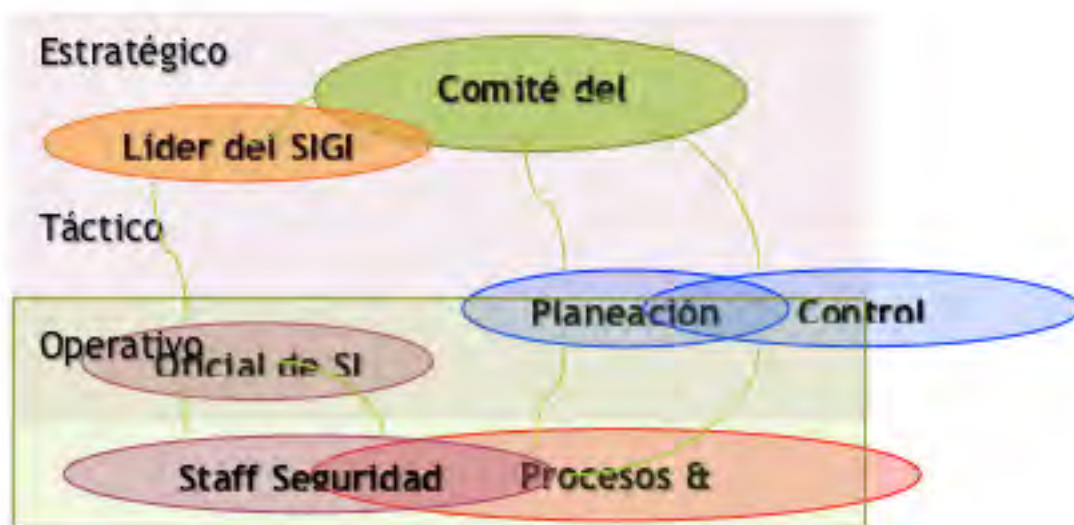 Estratégico
Comité del
Líder del SIGI
Táctico
Planeación
Control
Operativo
Oficial de SI
Staff Seguridad
Procesos &